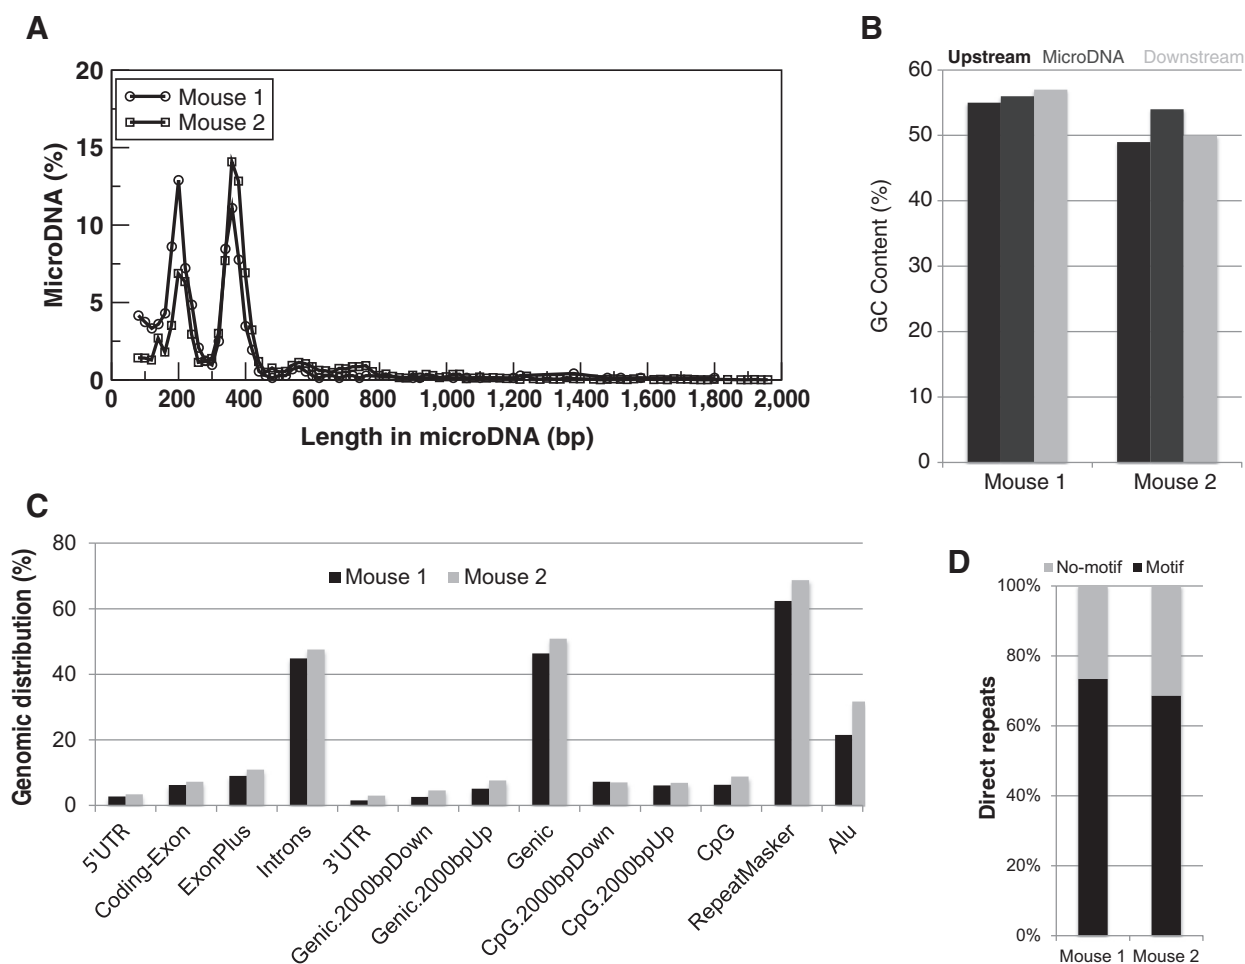 A
20
15
10
5
0
MicroDNA (%)
Mouse 1
Mouse 2
0 200 400 600 800 1,000 1,200 1,400 1,600 1,800 2,000
Length in microDNA (bp)
B
Upstream MicroDNA Downstream
60
50
40
30
20
10
0
GC Content (%)
Mouse 1 Mouse 2
C
80
60
40
20
0
Genomic distribution (%)
Mouse 1 Mouse 2
5'UTR
Coding-Exon
ExonPlus
Introns
3'UTR
Genic.2000bpDown
Genic.2000bpUp
Genic
CpG.2000bpDown
CpG.2000bpUp
CpG
RepeatMasker
Alu
D
No-motif Motif
100%
80%
60%
40%
20%
0%
Direct repeats
Mouse 1 Mouse 2